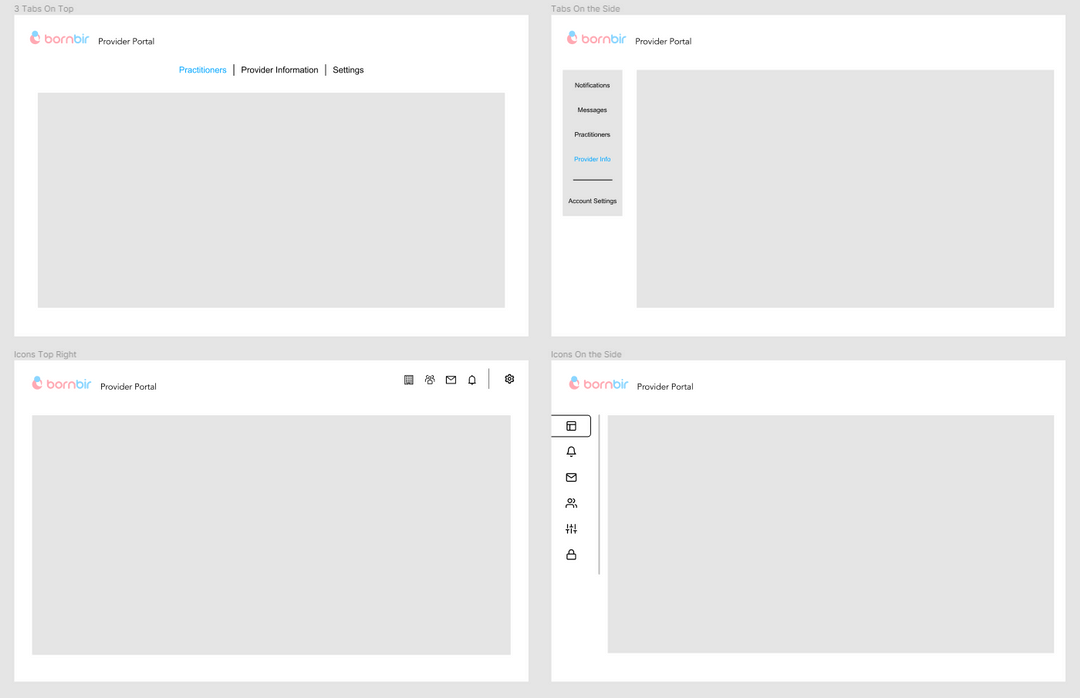 3 Tabs On Top
bornbir Provider Portal
Practitioners | Provider Information | Settings
Tabs On the Side
bornbir Provider Portal
Notifications
Messages
Practitioners
Provider Info
Account Settings
Icons Top Right
bornbir Provider Portal
Icons On the Side
bornbir Provider Portal